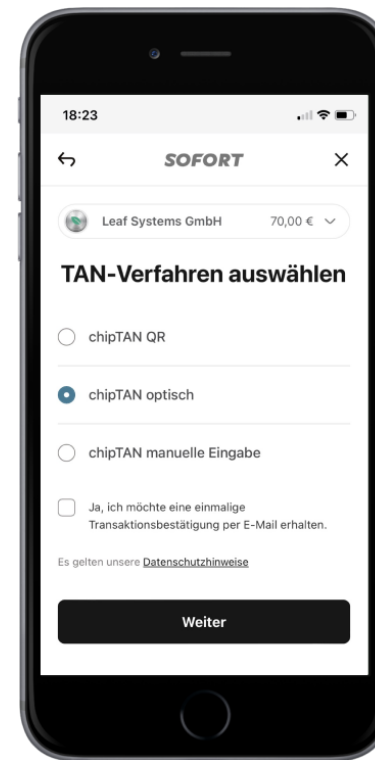 18:23
SOFORT
Leaf Systems GmbH 70,00 €
TAN-Verfahren auswählen
chipTAN QR
chipTAN optisch
chipTAN manuelle Eingabe
Ja, ich möchte eine einmalige
Transaktionsbestätigung per E-Mail erhalten.
Es gelten unsere Datenschutzhinweise
Weiter